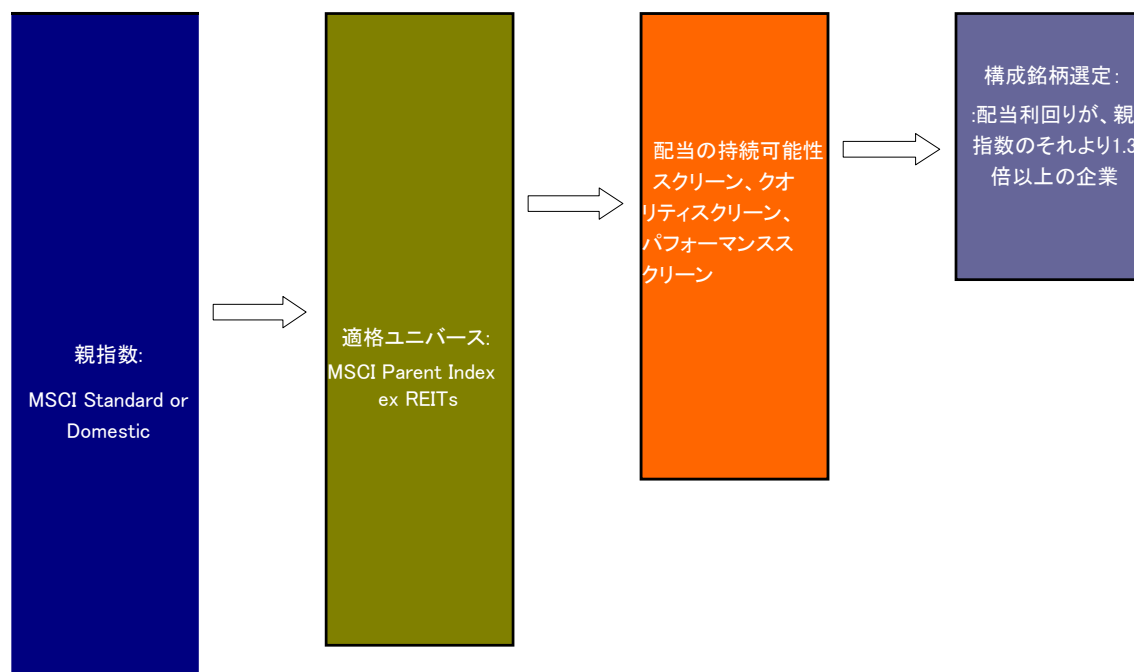 親指数:
MSCI Standard or
Domestic
適格ユニバース:
MSCI Parent Index
ex REITs
配当の持続可能性
スクリーン、クオ
リティスクリーン、
パフォーマンスス
クリーン
構成銘柄選定:
:配当利回りが、親
指数のそれより1.3
倍以上の企業